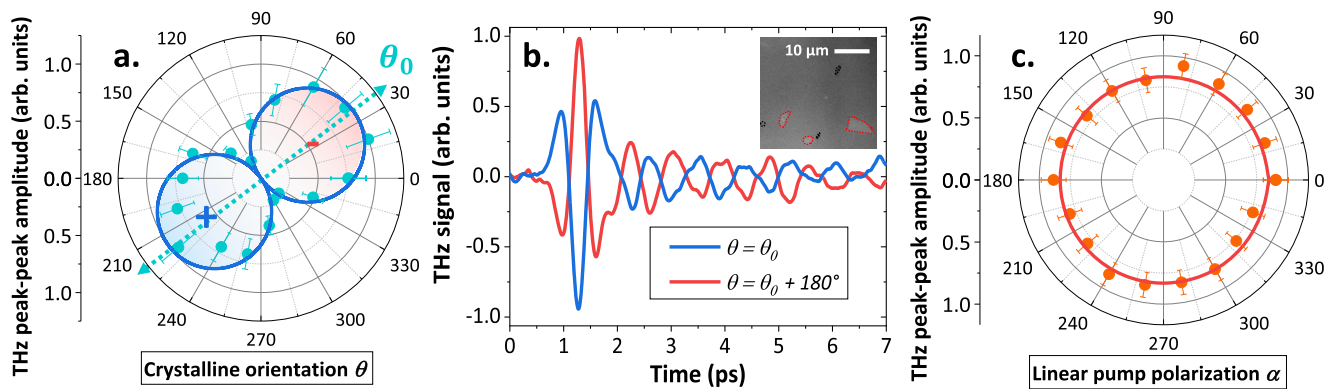 a.
THz peak-peak amplitude (arb. units)
1.0
0.5
0.0
0.5
1.0
90
60
30
0
330
300
270
240
210
180
150
120
θ0
-
+
Crystalline orientation θ
b.
THz signal (arb. units)
1.0
0.5
0.0
-0.5
-1.0
10 μm
θ = θ0
θ = θ0 + 180°
0 1 2 3 4 5 6 7
Time (ps)
c.
THz peak-peak amplitude (arb. units)
1.0
0.5
0.0
0.5
1.0
90
60
30
0
330
300
270
240
210
180
150
120
Linear pump polarization α